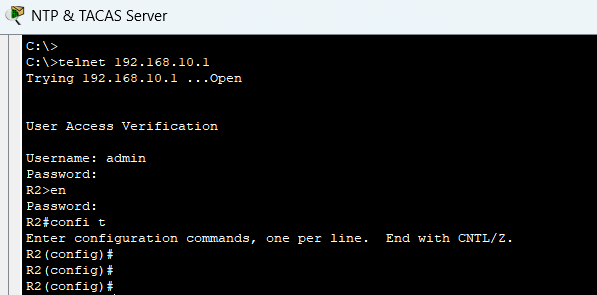 NTP & TACAS Server
C:\>
C:\>telnet 192.168.10.1
Trying 192.168.10.1 ...Open
User Access Verification
Username: admin
Password:
R2>en
Password:
R2#confi t
Enter configuration commands, one per line.  End with CNTL/Z.
R2(config)#
R2(config)#
R2(config)#